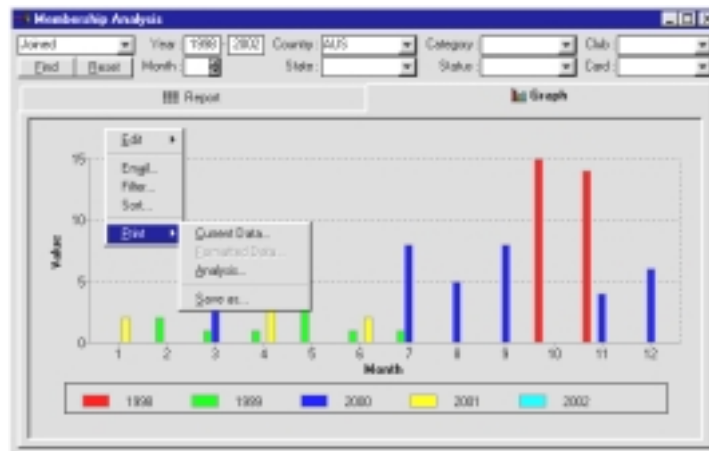 Membership Analysis
Joined Year : 1998 - 2002 Country : AUS Category : Club :
Find Reset Month : State : Status : Card :
Report Graph
Edit
Email...
Filter...
Sort...
Print
Current Data...
Formatted Data...
Analysis...
Save as...
15
10
5
0
Value
1 2 3 4 5 6 7 8 9 10 11 12
Month
1998 1999 2000 2001 2002